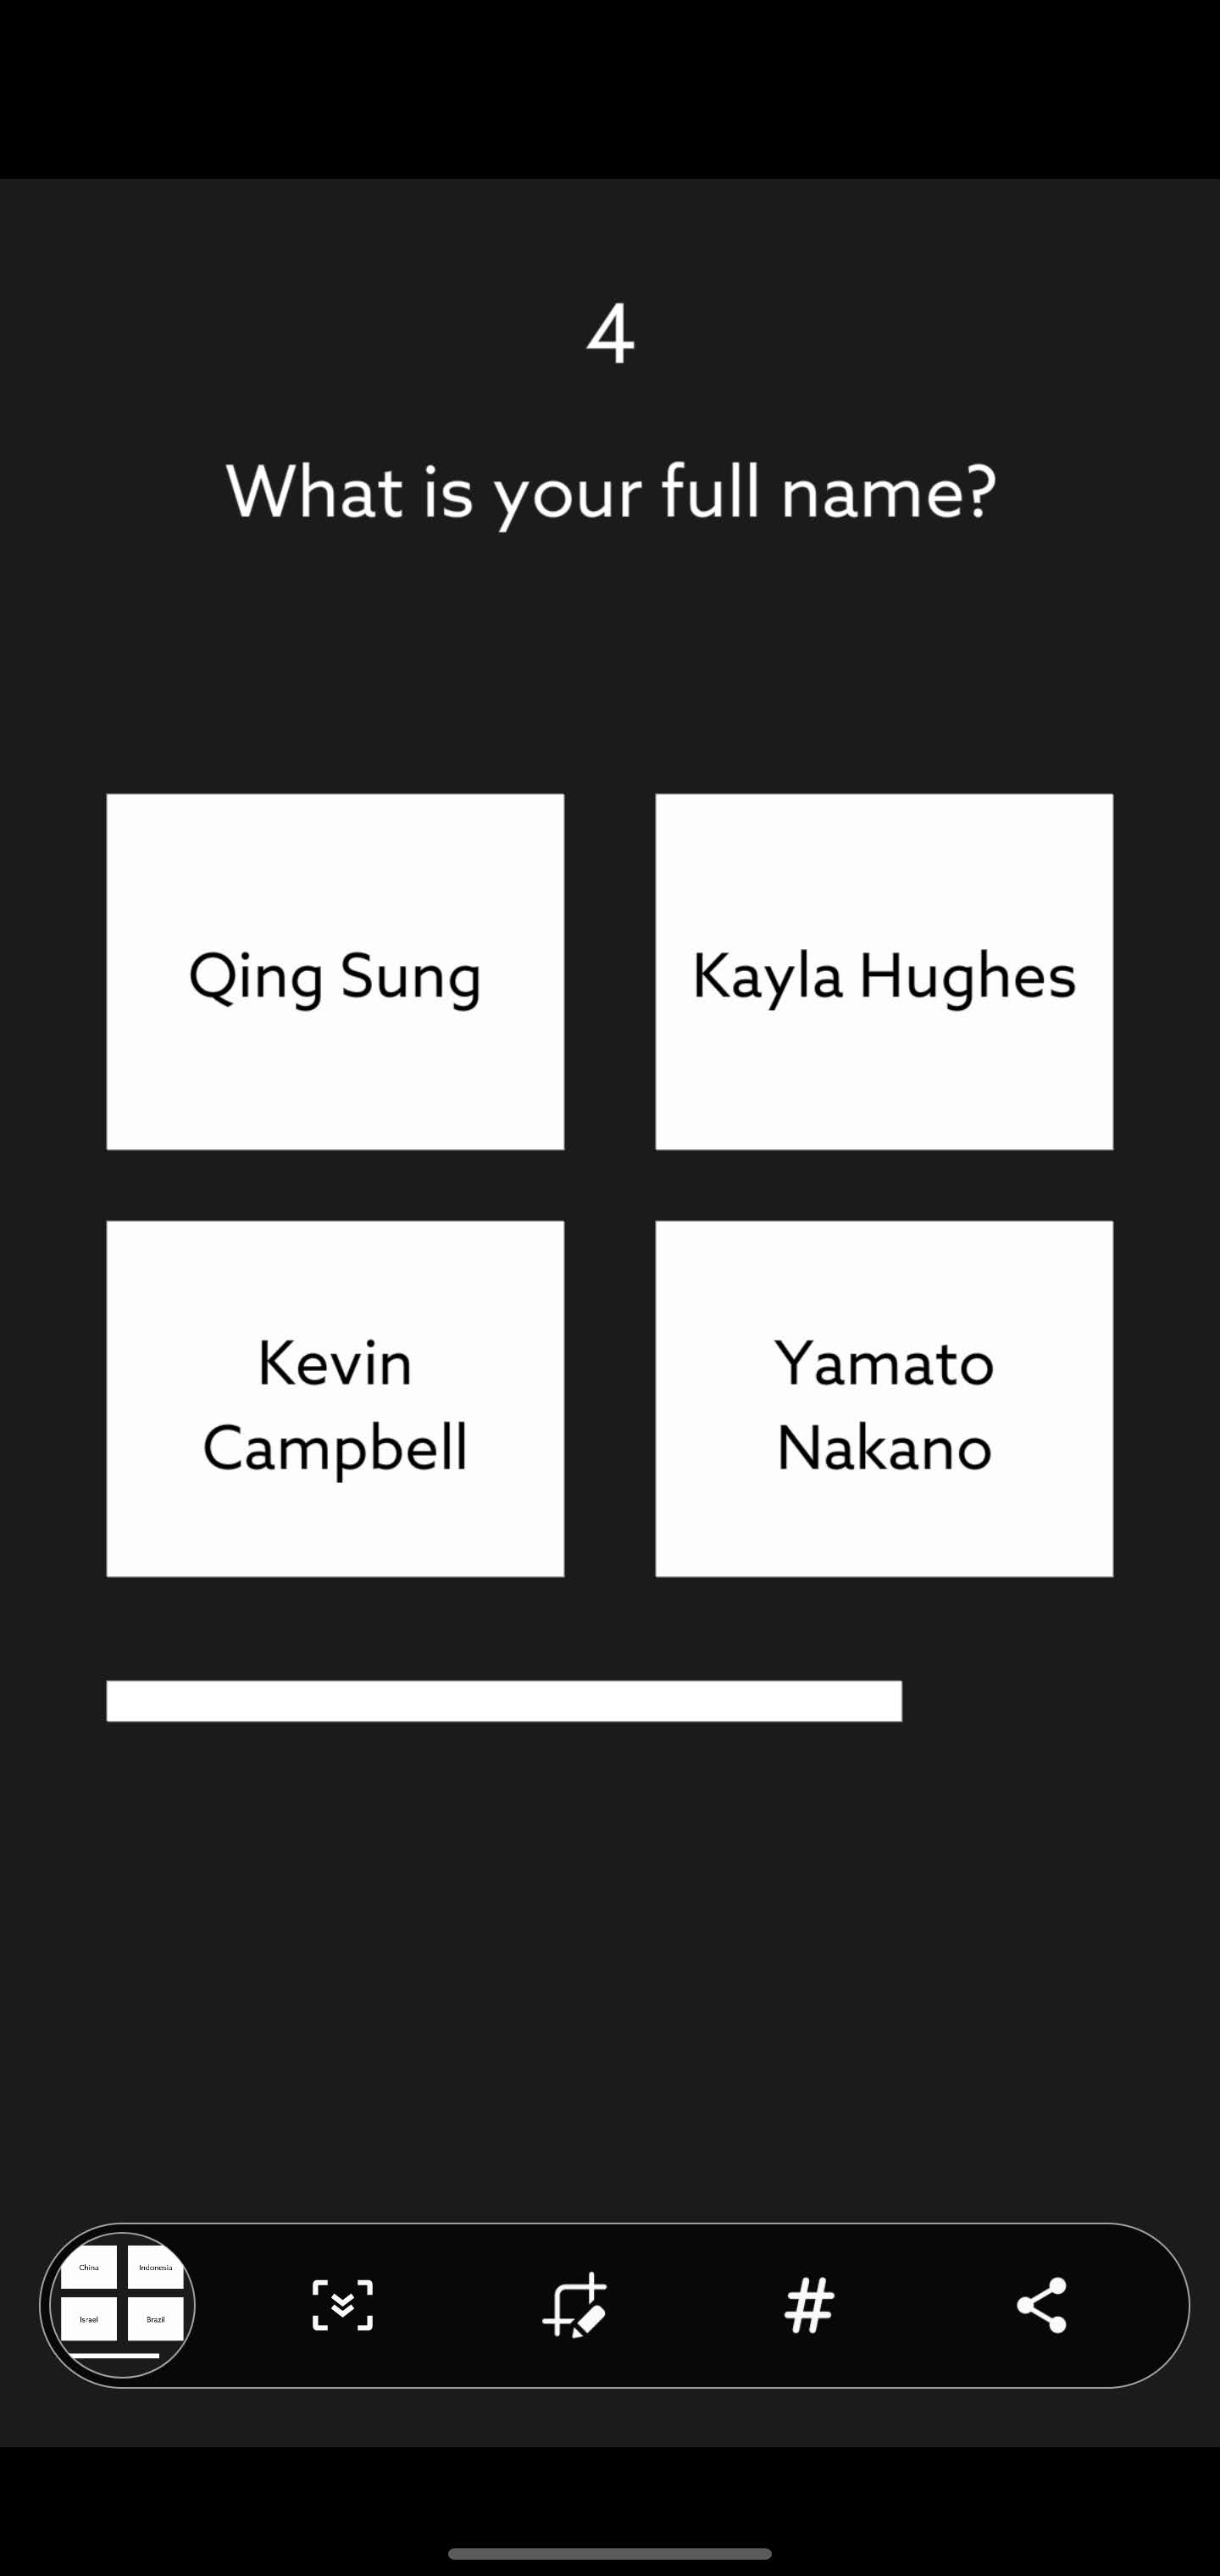 4
What is your full name?
Qing Sung
Kayla Hughes
Kevin
Campbell
Yamato
Nakano
China
Indonesia
Israel
Brazil